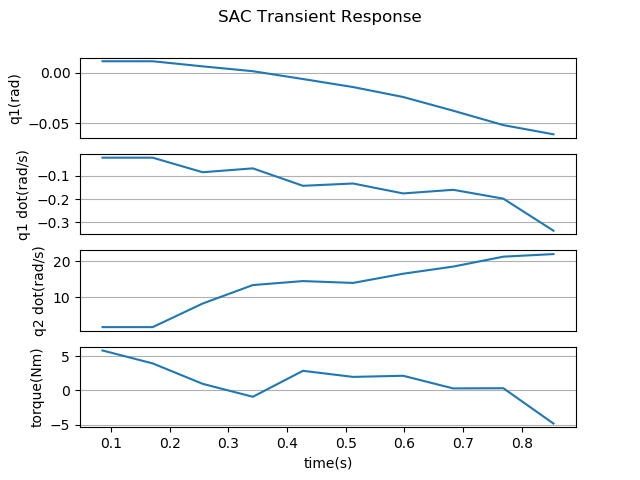 SAC Transient Response
q1(rad)
0.00
−0.05
q1 dot(rad/s)
−0.1
−0.2
−0.3
q2 dot(rad/s)
20
10
torque(Nm)
5
0
−5
0.1 0.2 0.3 0.4 0.5 0.6 0.7 0.8
time(s)